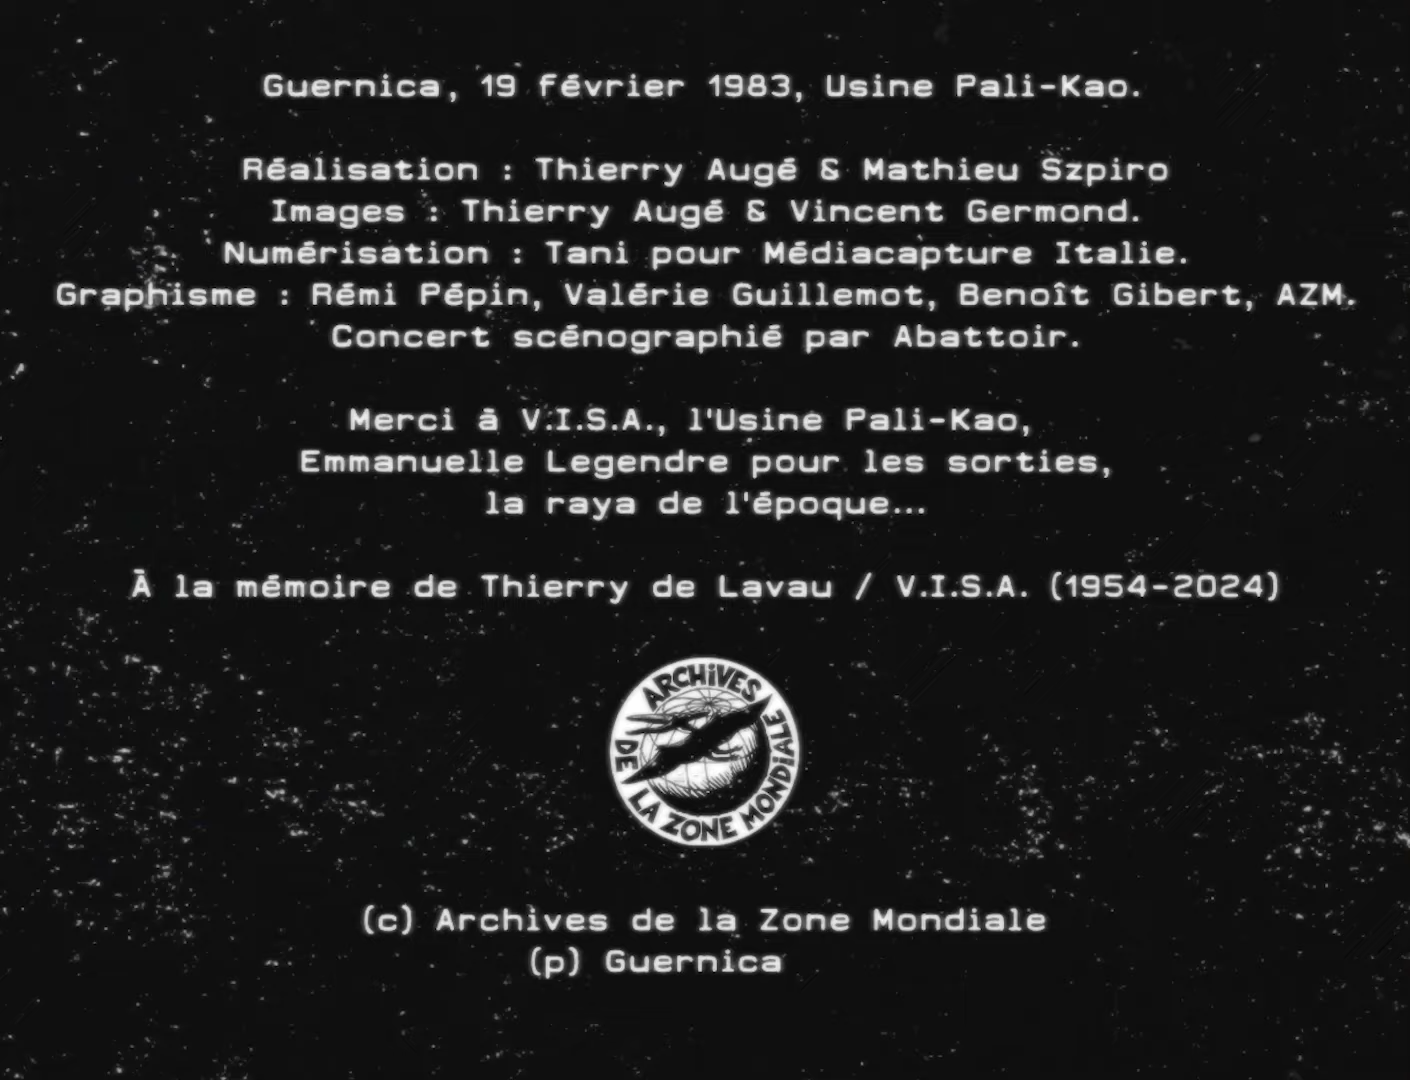 Guernica, 19 février 1983, Usine Pali-Kao.
Réalisation : Thierry Augé & Mathieu Szpiro
Images : Thierry Augé & Vincent Germond.
Numérisation : Tani pour Médiacapture Italie.
Graphisme : Rémi Pépin, Valérie Guillemot, Benoît Gibert, AZM.
Concert scénographié par Abattoir.
Merci à V.I.S.A., l'Usine Pali-Kao,
Emmanuelle Legendre pour les sorties,
la raya de l'époque...
À la mémoire de Thierry de Lavau / V.I.S.A. (1954-2024)
ARCHiVES DE LA ZONE MONDiALE
(c) Archives de la Zone Mondiale
(p) Guernica